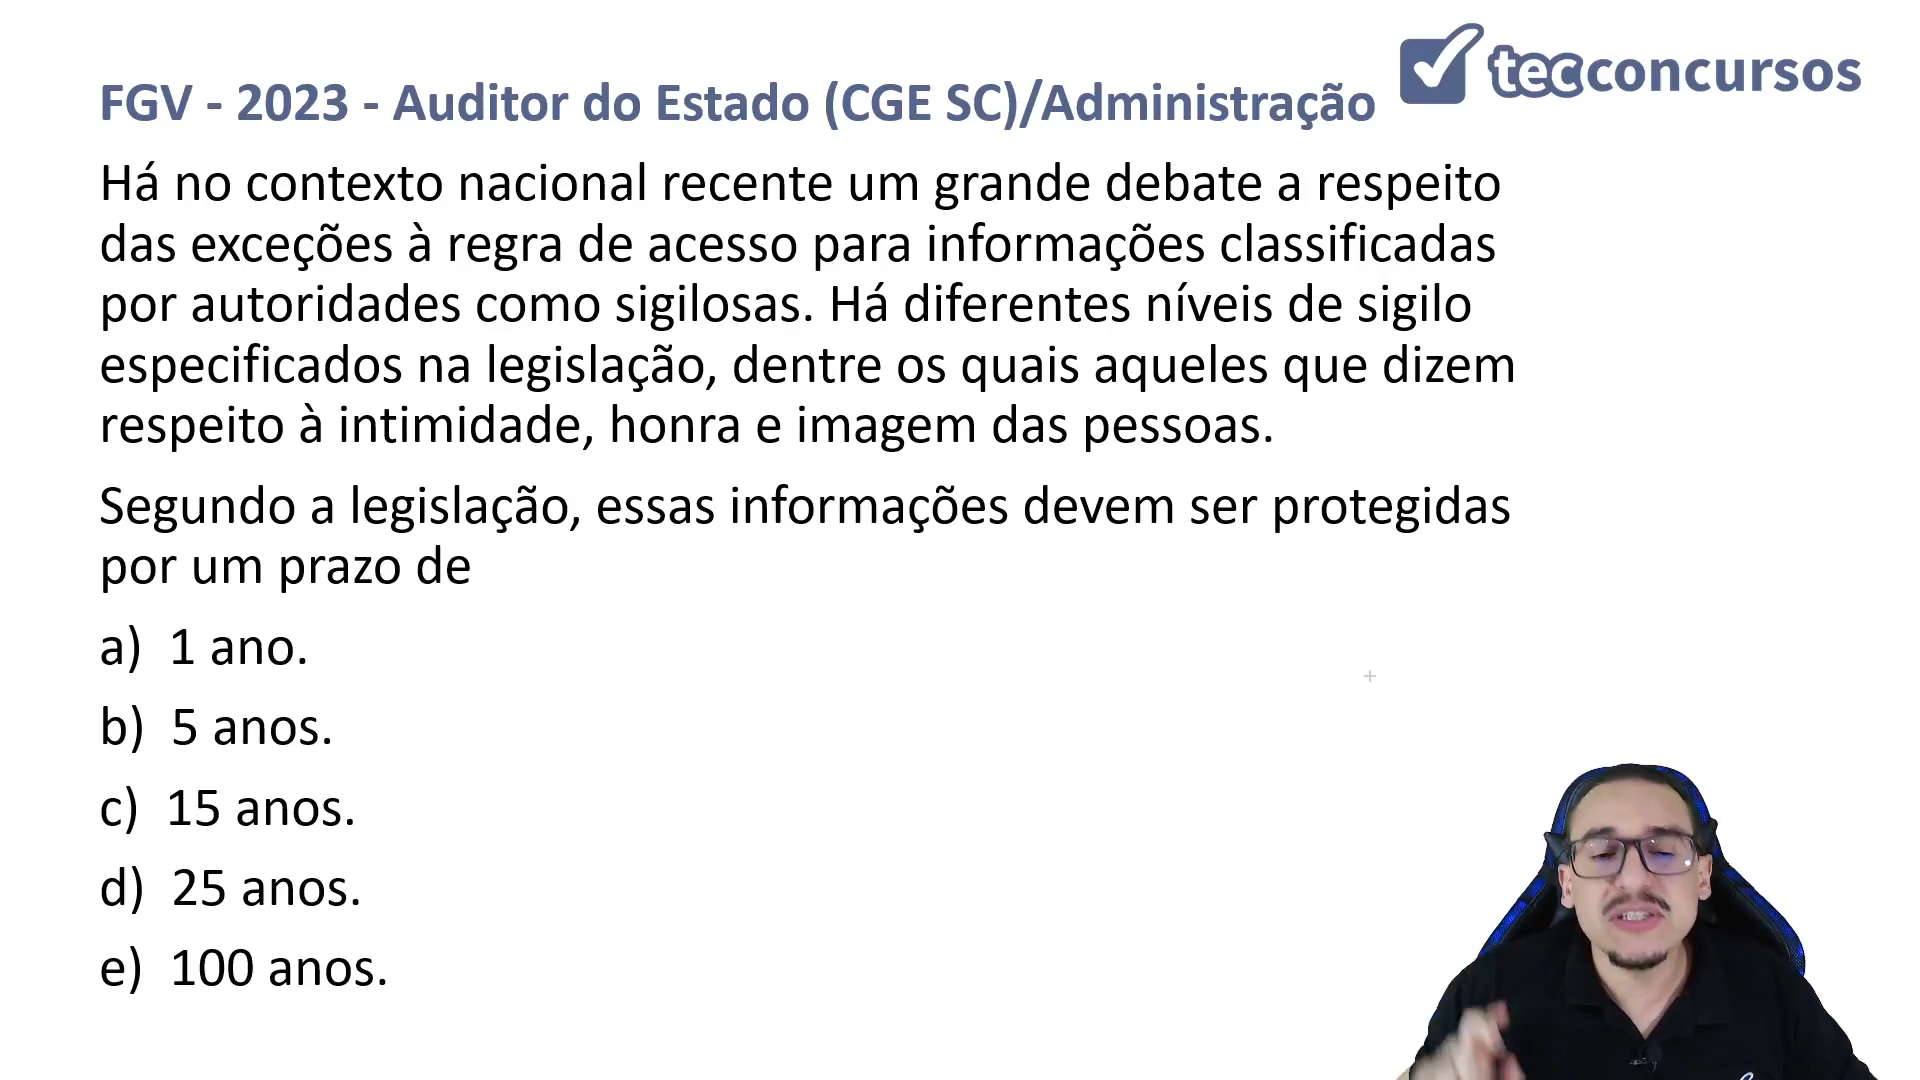 tecconcursos
FGV - 2023 - Auditor do Estado (CGE SC)/Administração
Há no contexto nacional recente um grande debate a respeito
das exceções à regra de acesso para informações classificadas
por autoridades como sigilosas. Há diferentes níveis de sigilo
especificados na legislação, dentre os quais aqueles que dizem
respeito à intimidade, honra e imagem das pessoas.
Segundo a legislação, essas informações devem ser protegidas
por um prazo de
a) 1 ano.
b) 5 anos.
c) 15 anos.
d) 25 anos.
e) 100 anos.